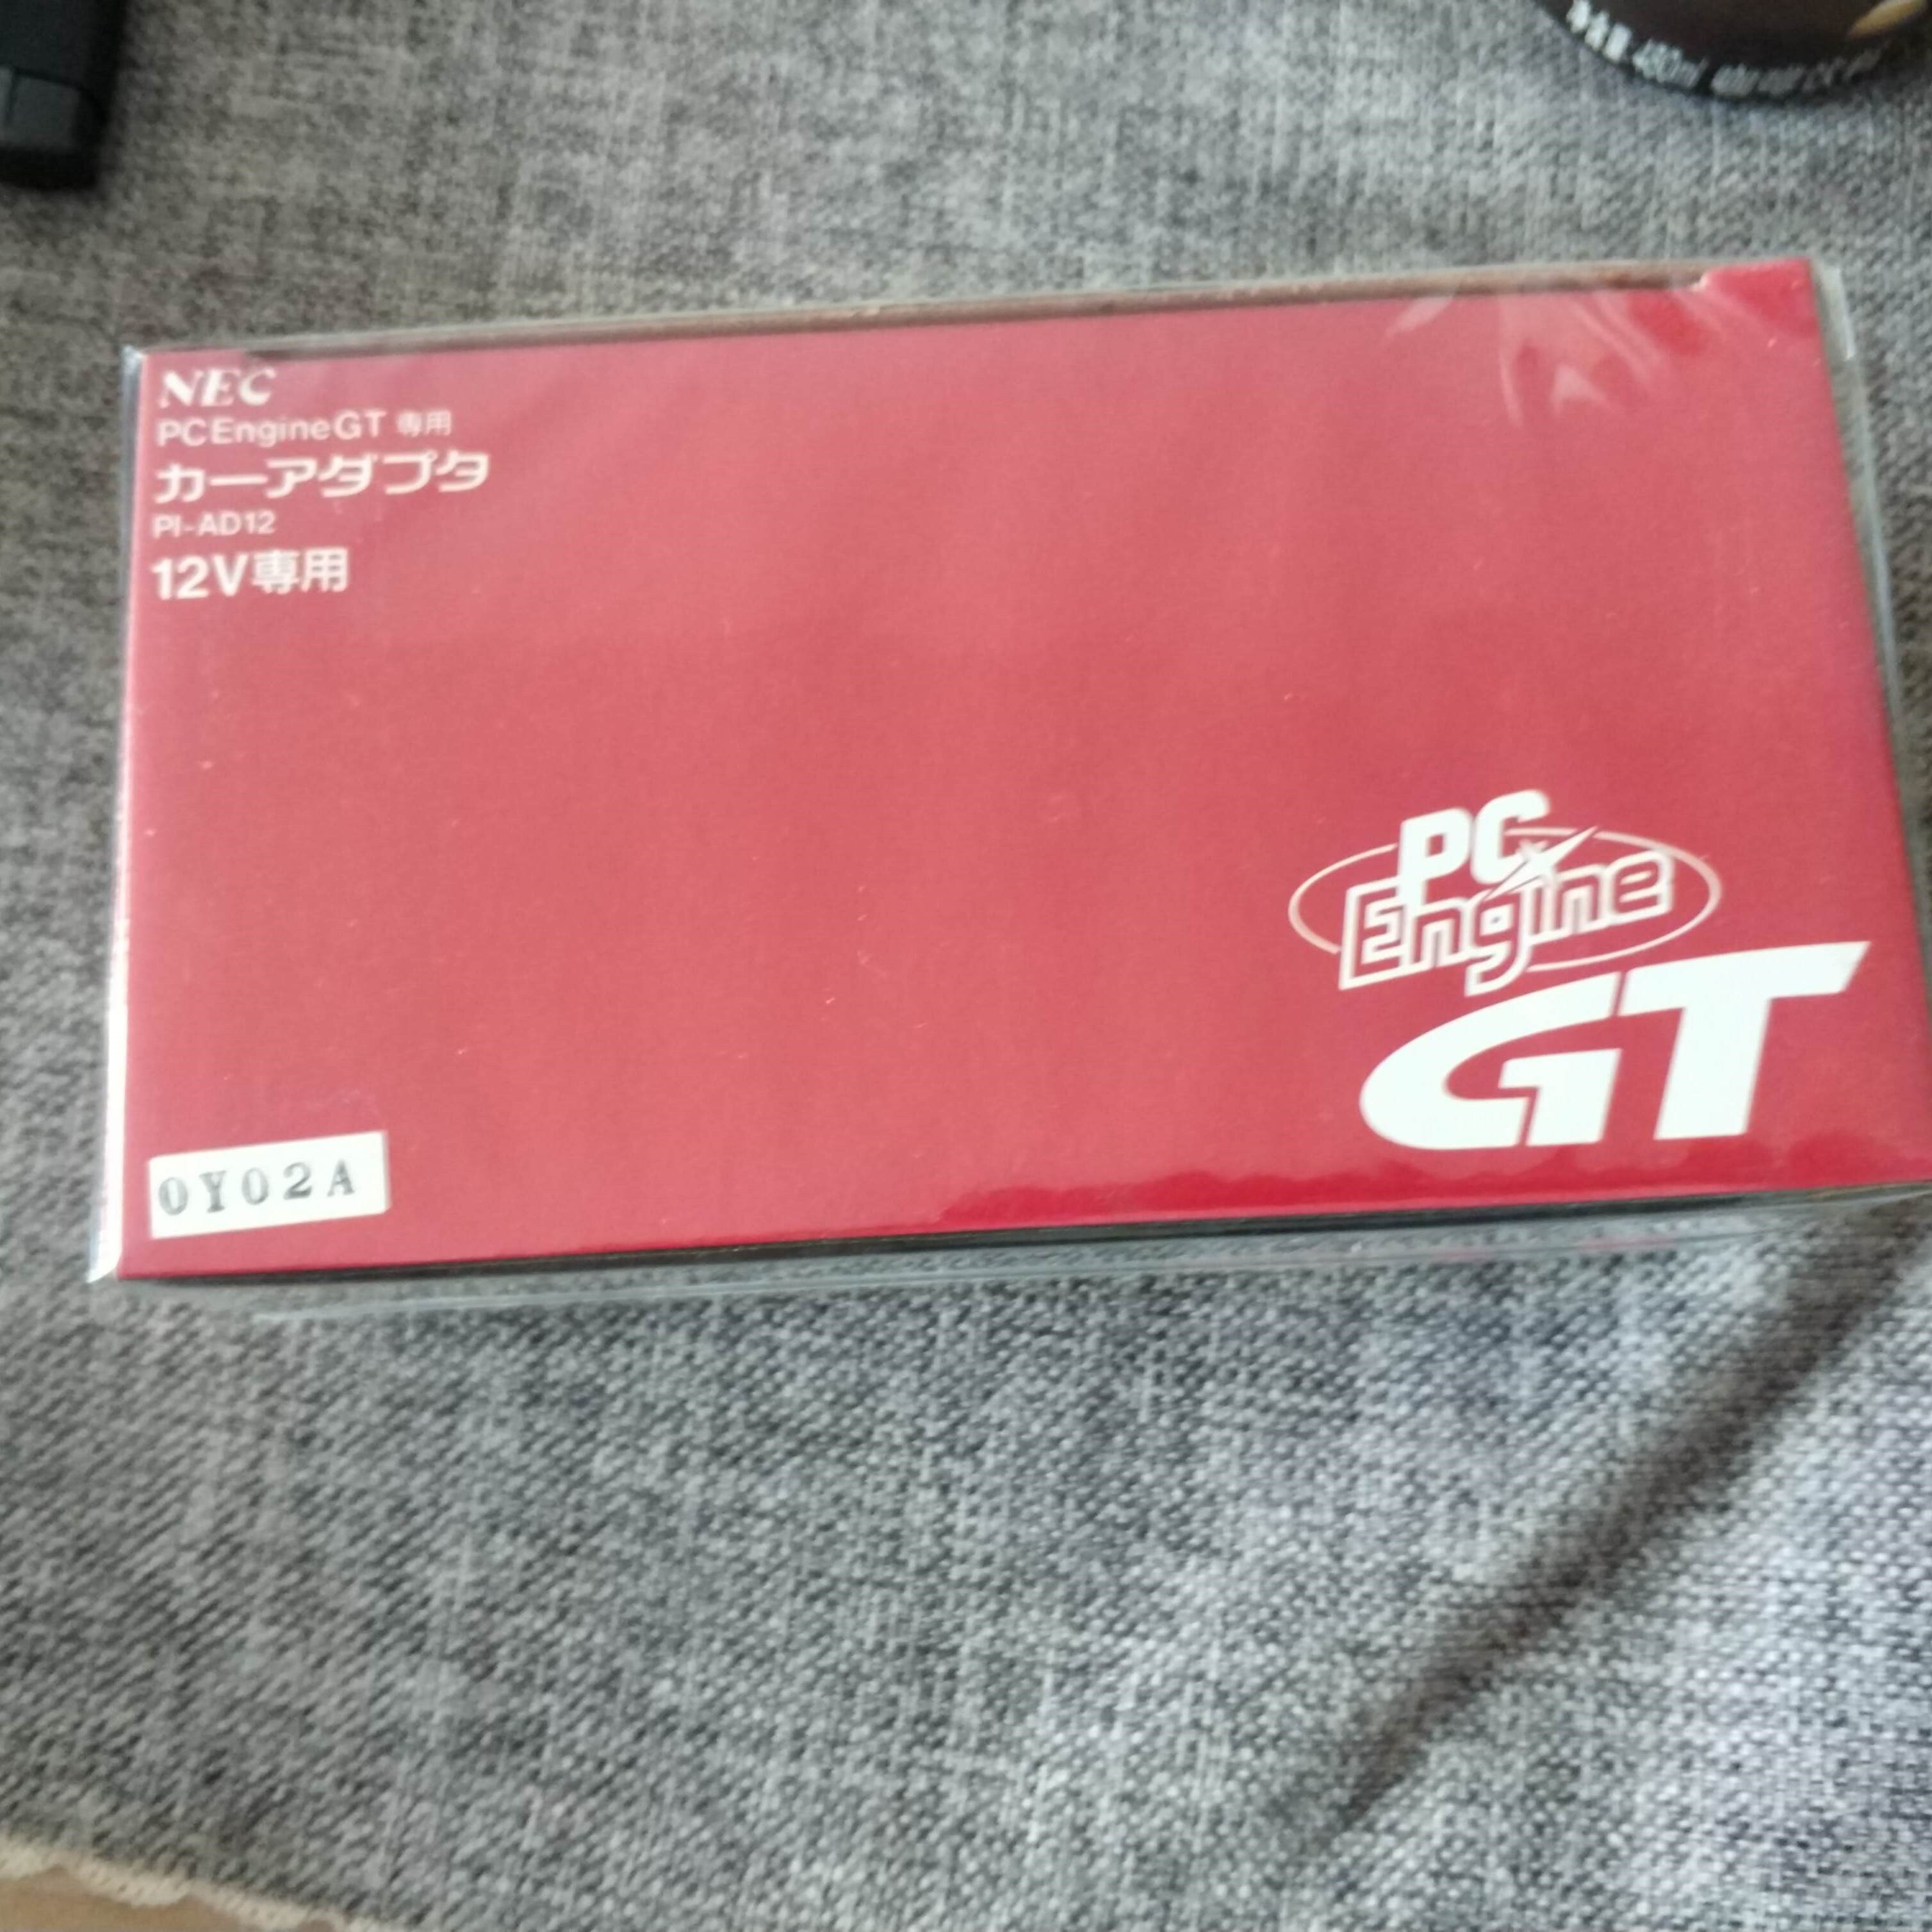 NEC
PCEngineGT 専用
カーアダプタ
PI-AD12
12V専用
PC
Engine
GT
0Y02A